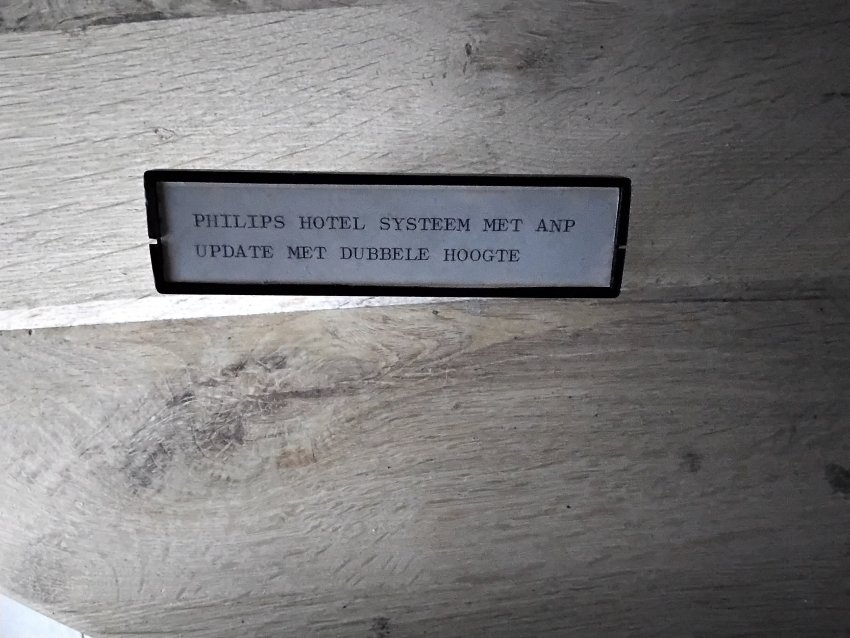 PHILIPS HOTEL SYSTEEM MET ANP
UPDATE MET DUBBELE HOOGTE